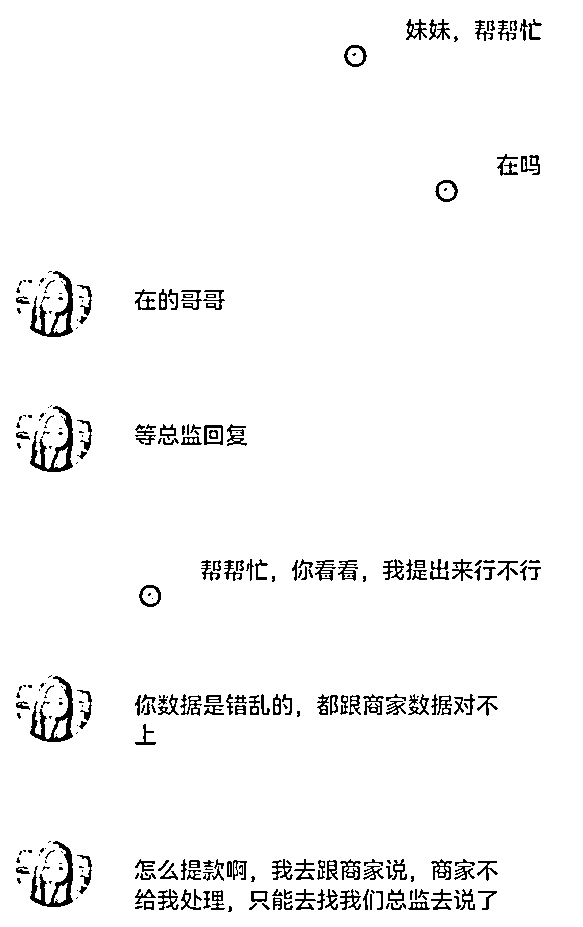 妹妹，帮帮忙
在吗
在的哥哥
等总监回复
帮帮忙，你看看，我提出来行不行
你数据是错乱的，都跟商家数据对不
上
怎么提款啊，我去跟商家说，商家不
给我处理，只能去找我们总监去说了